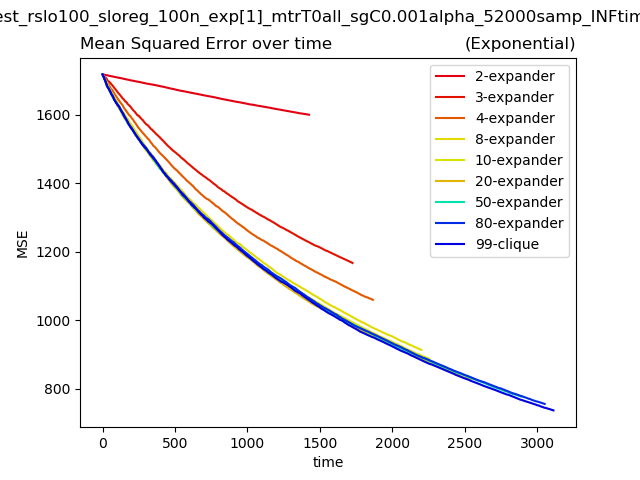 est_rslo100_sloreg_100n_exp[1]_mtrT0all_sgC0.001alpha_52000samp_INFtim
Mean Squared Error over time (Exponential)
2-expander
3-expander
4-expander
8-expander
10-expander
20-expander
50-expander
80-expander
99-clique
1600
1400
1200
1000
800
MSE
0 500 1000 1500 2000 2500 3000
time